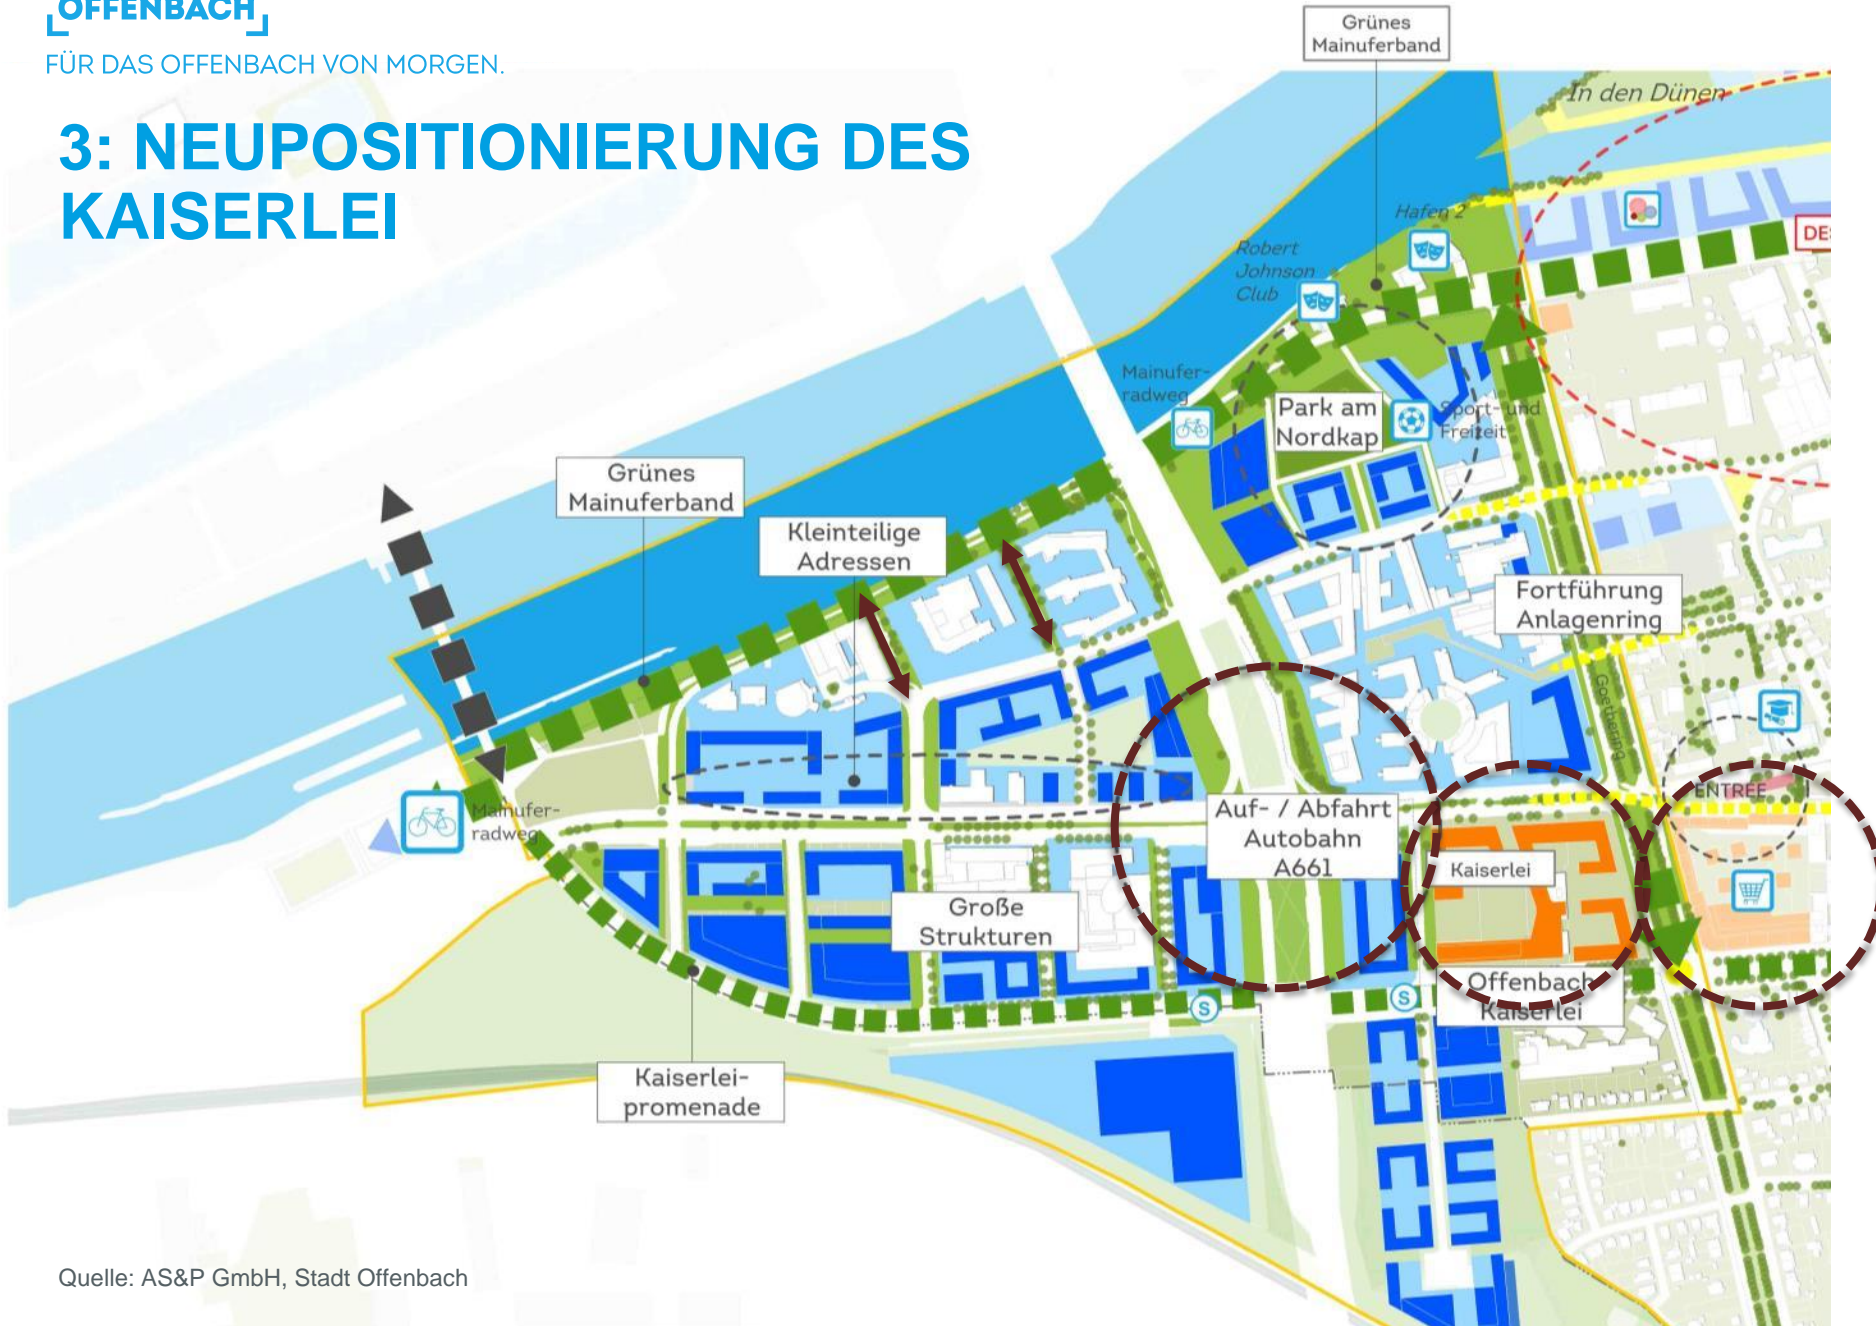 OFFENBACH
FÜR DAS OFFENBACH VON MORGEN.
3: NEUPOSITIONIERUNG DES
KAISERLEI
Grünes
Mainuferband
In den Dünen
Hafen 2
Robert
Johnson
Club
DES
Mainufer-
radweg
Park am
Nordkap
Sport- und
Freizeit
Grünes
Mainuferband
Kleinteilige
Adressen
Fortführung
Anlagenring
Goethering
Mainufer-
radweg
ENTREE
Auf- / Abfahrt
Autobahn
A661
Kaiserlei
Große
Strukturen
Offenbach
Kaiserlei
S
S
Kaiserlei-
promenade
Quelle: AS&P GmbH, Stadt Offenbach